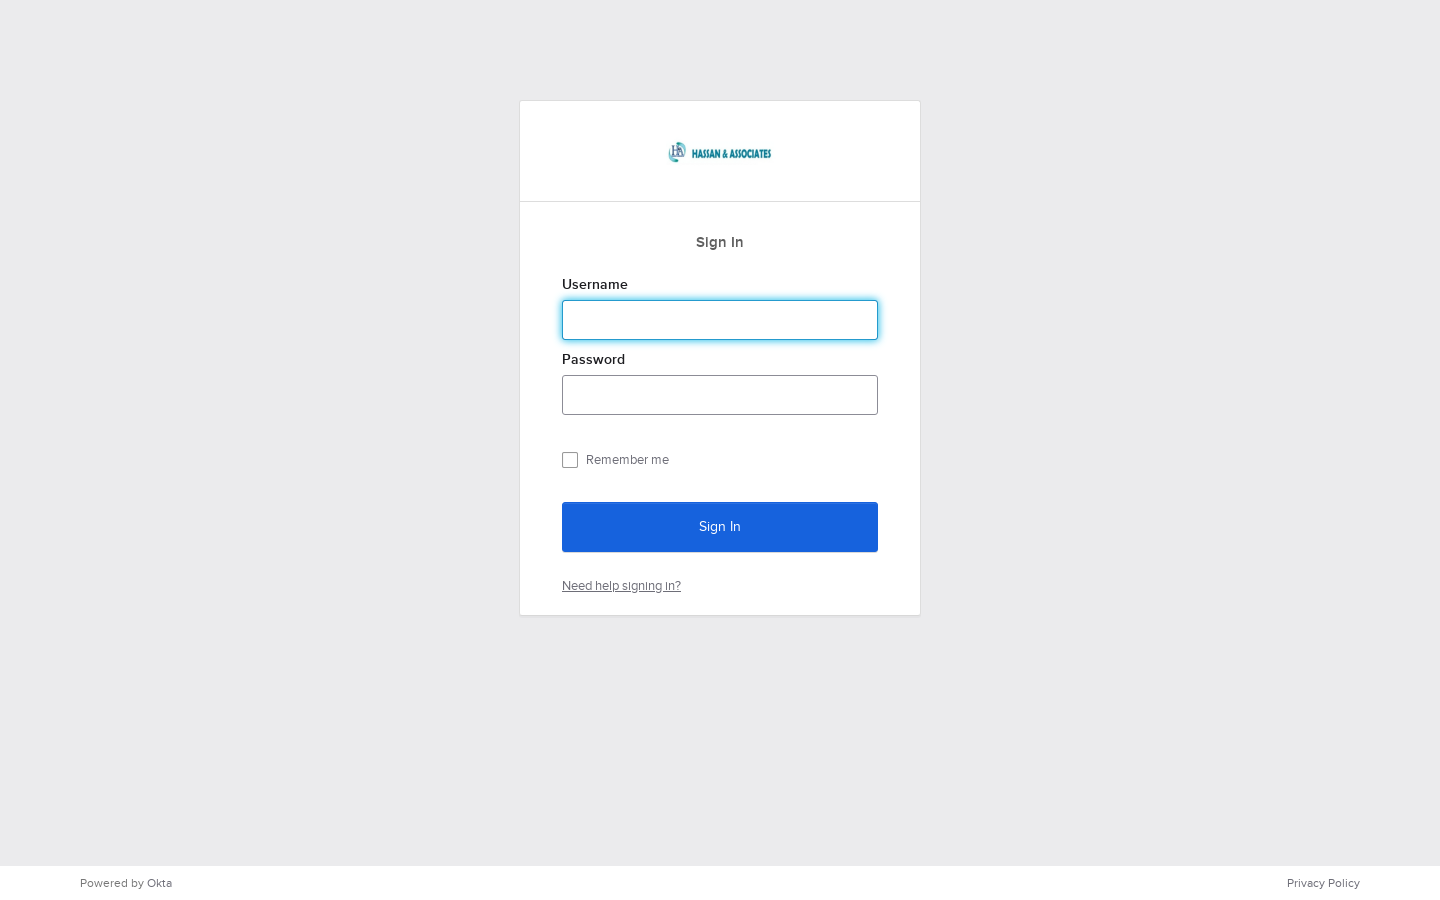 HASSAN & ASSOCIATES
Sign In
Username
Password
Remember me
Sign In
Need help signing in?
Powered by Okta
Privacy Policy